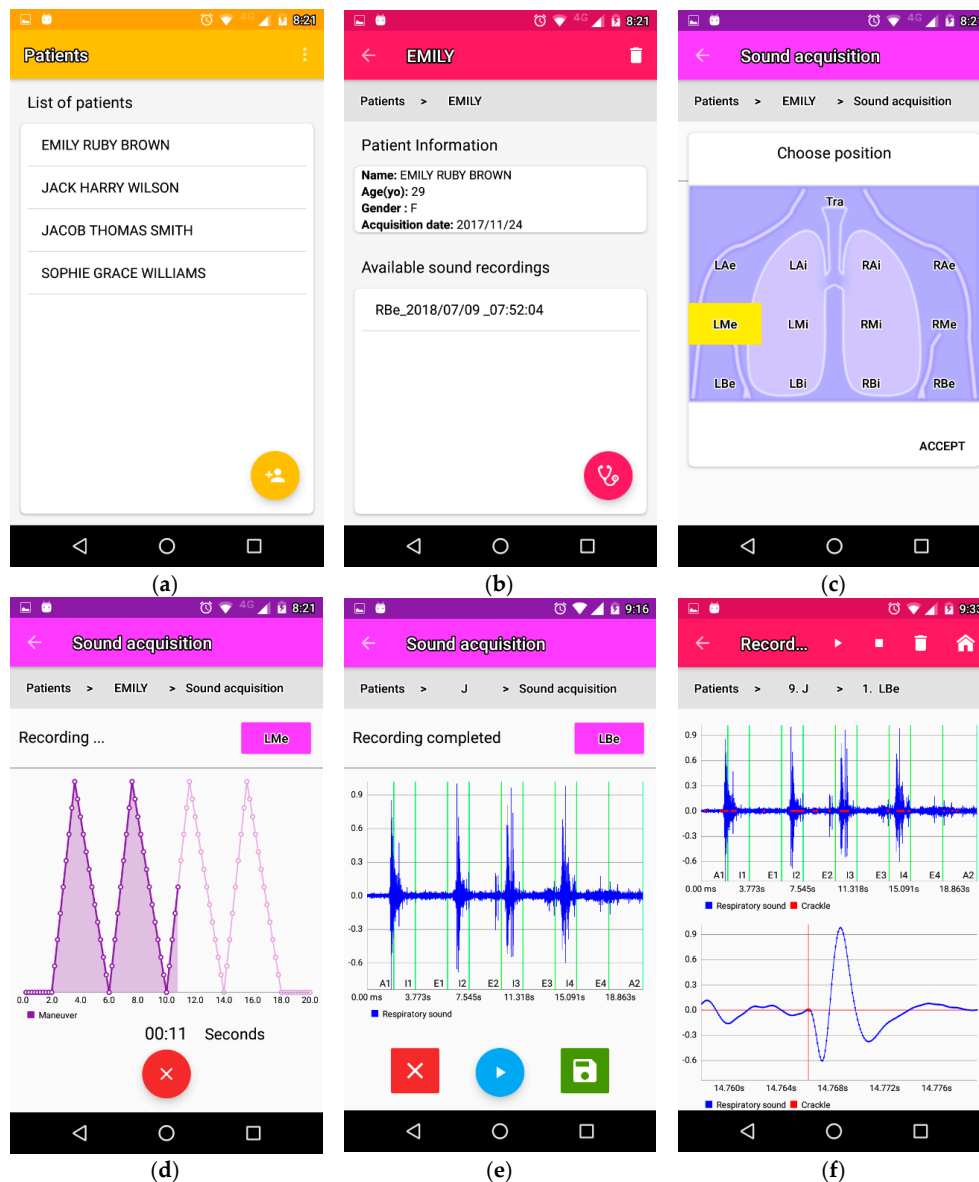 4G 8:21
Patients
List of patients
EMILY RUBY BROWN
JACK HARRY WILSON
JACOB THOMAS SMITH
SOPHIE GRACE WILLIAMS
(a)
4G 8:21
EMILY
Patients > EMILY
Patient Information
Name: EMILY RUBY BROWN
Age(yo): 29
Gender : F
Acquisition date: 2017/11/24
Available sound recordings
RBe_2018/07/09 _07:52:04
(b)
4G 8:21
Sound acquisition
Patients > EMILY > Sound acquisition
Choose position
Tra
LAe LAi RAi RAe
LMe LMi RMi RMe
LBe LBi RBi RBe
ACCEPT
(c)
4G 8:21
Sound acquisition
Patients > EMILY > Sound acquisition
Recording ... LMe
0.0 2.0 4.0 6.0 8.0 10.0 12.0 14.0 16.0 18.0 20.0
Maneuver
00:11 Seconds
(d)
9:16
Sound acquisition
Patients > J > Sound acquisition
Recording completed LBe
0.9
0.6
0.3
0.0
-0.3
-0.6
A1 I1 E1 I2 E2 I3 E3 I4 E4 A2
0.00 ms 3.773s 7.545s 11.318s 15.091s 18.863s
Respiratory sound
(e)
9:33
Record...
Patients > 9. J > 1. LBe
0.9
0.6
0.3
0.0
-0.3
-0.6
A1 I1 E1 I2 E2 I3 E3 I4 E4 A2
0.00 ms 3.773s 7.545s 11.318s 15.091s 18.863s
Respiratory sound Crackle
0.9
0.6
0.3
0.0
-0.3
-0.6
14.760s 14.764s 14.768s 14.772s 14.776s
Respiratory sound Crackle
(f)